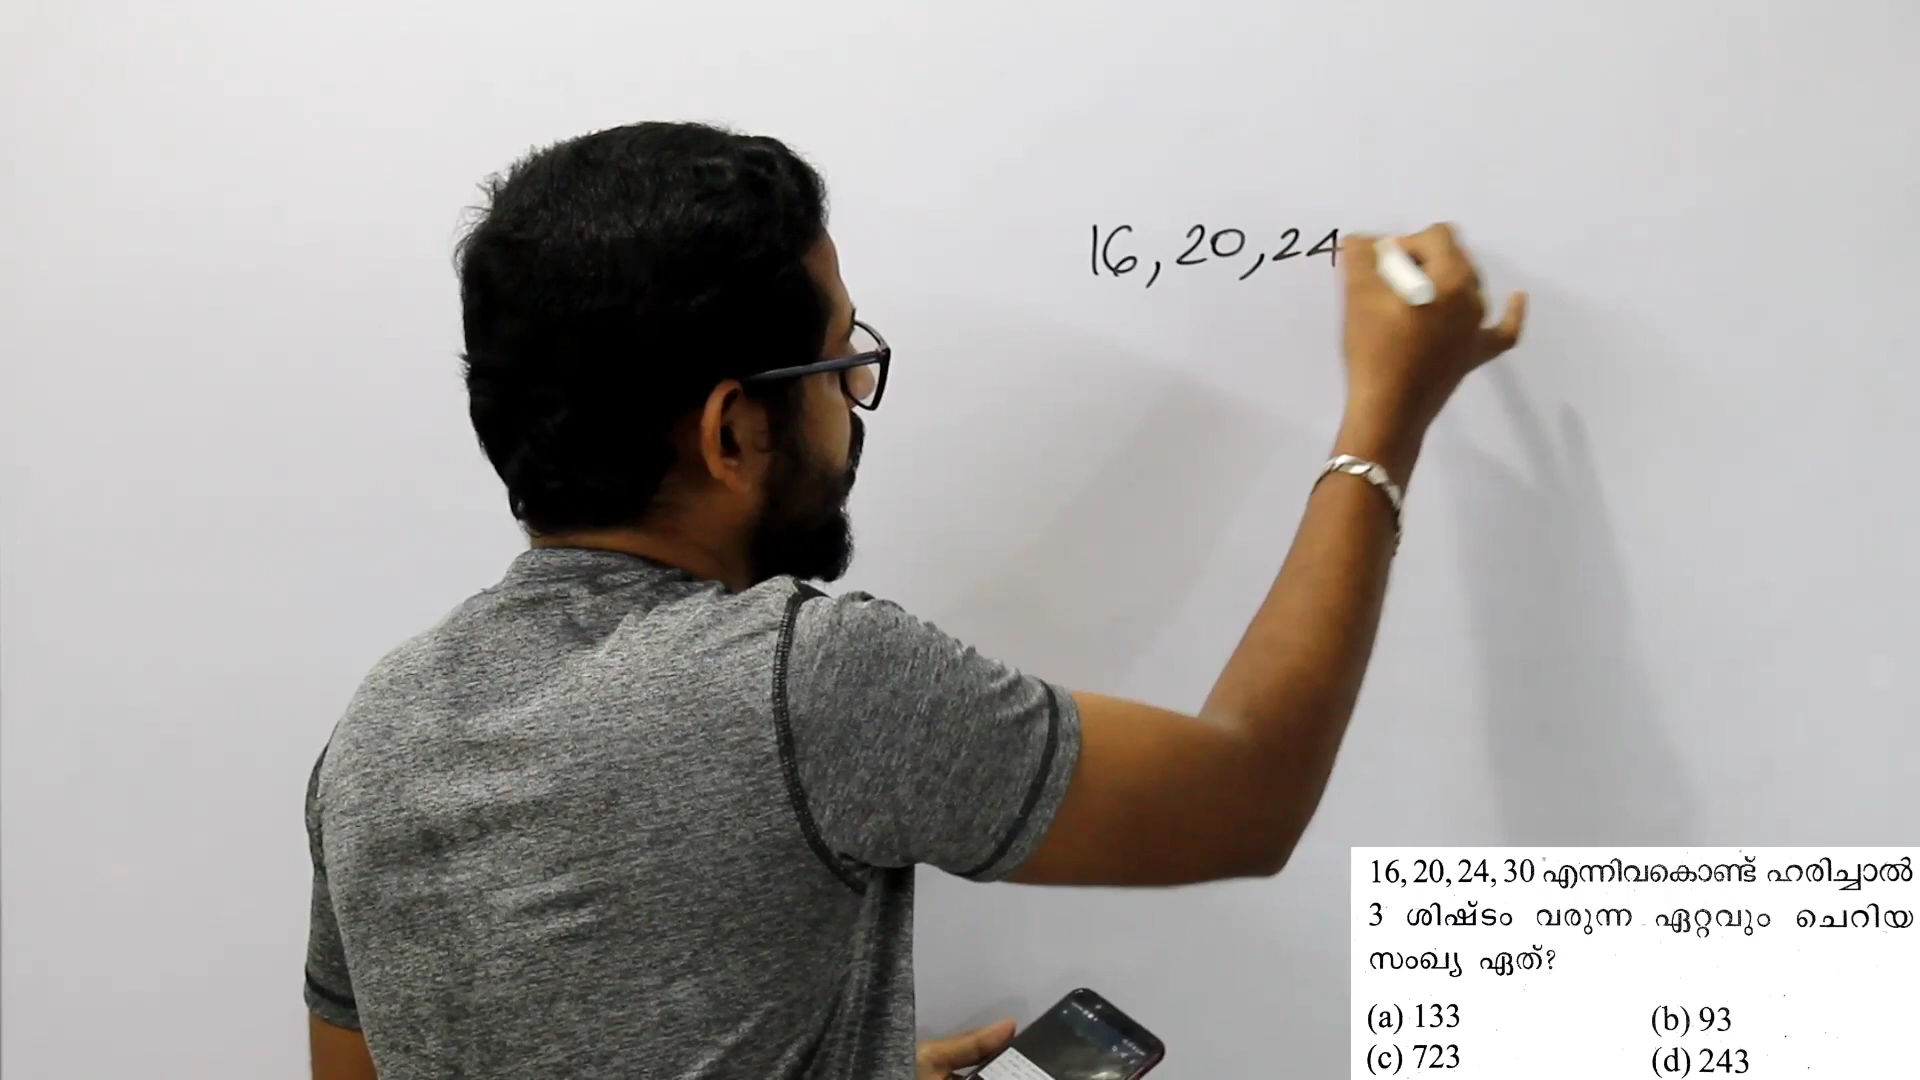 16, 20, 24
16, 20, 24, 30 എന്നിവകൊണ്ട് ഹരിച്ചാൽ
3 ശിഷ്ടം വരുന്ന ഏറ്റവും ചെറിയ
സംഖ്യ ഏത്?
(a) 133 (b) 93
(c) 723 (d) 243